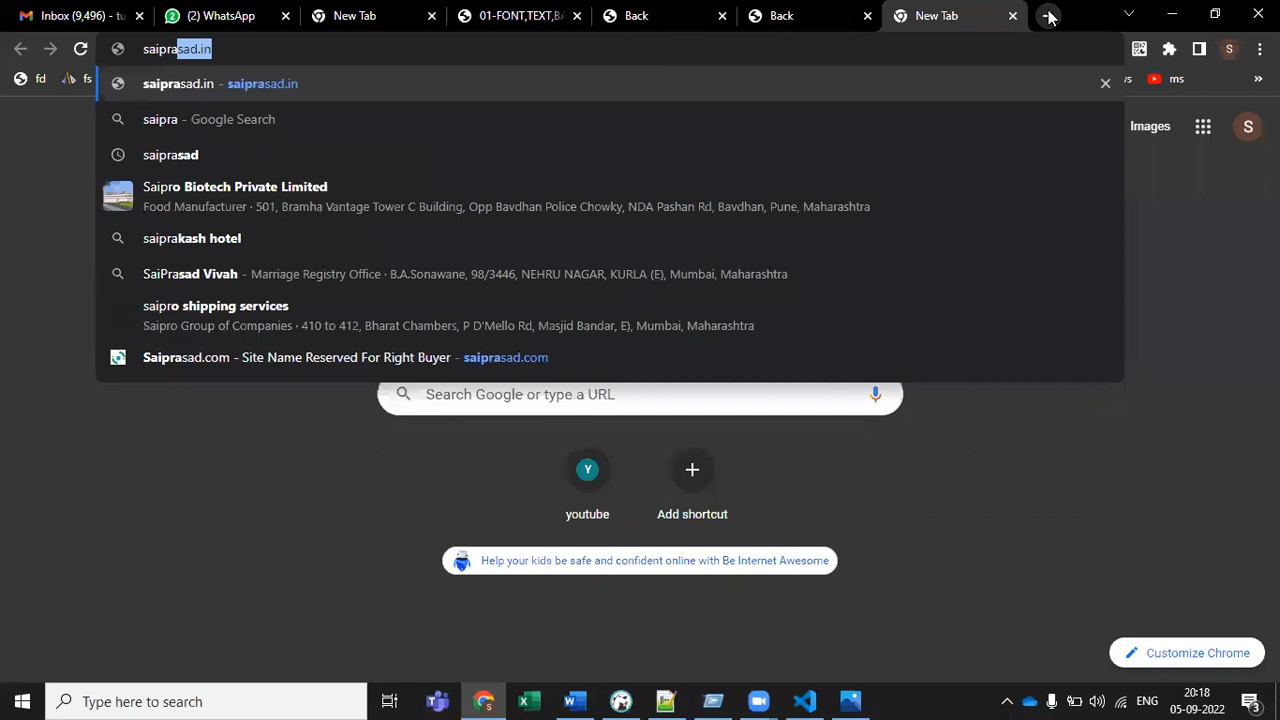 Inbox (9,496) - tu
(2) WhatsApp
New Tab
01-FONT,TEXT,BA
Back
Back
New Tab
saiprasad.in
fd
fs
vs
ms
»
S
saiprasad.in - saiprasad.in
saipra - Google Search
saiprasad
Saipro Biotech Private Limited
Food Manufacturer · 501, Bramha Vantage Tower C Building, Opp Bavdhan Police Chowky, NDA Pashan Rd, Bavdhan, Pune, Maharashtra
saiprakash hotel
SaiPrasad Vivah - Marriage Registry Office · B.A.Sonawane, 98/3446, NEHRU NAGAR, KURLA (E), Mumbai, Maharashtra
saipro shipping services
Saipro Group of Companies · 410 to 412, Bharat Chambers, P D'Mello Rd, Masjid Bandar, E), Mumbai, Maharashtra
Saiprasad.com - Site Name Reserved For Right Buyer - saiprasad.com
Images
S
Search Google or type a URL
Y
youtube
Add shortcut
Help your kids be safe and confident online with Be Internet Awesome
Customize Chrome
Type here to search
ENG
20:18
05-09-2022
3